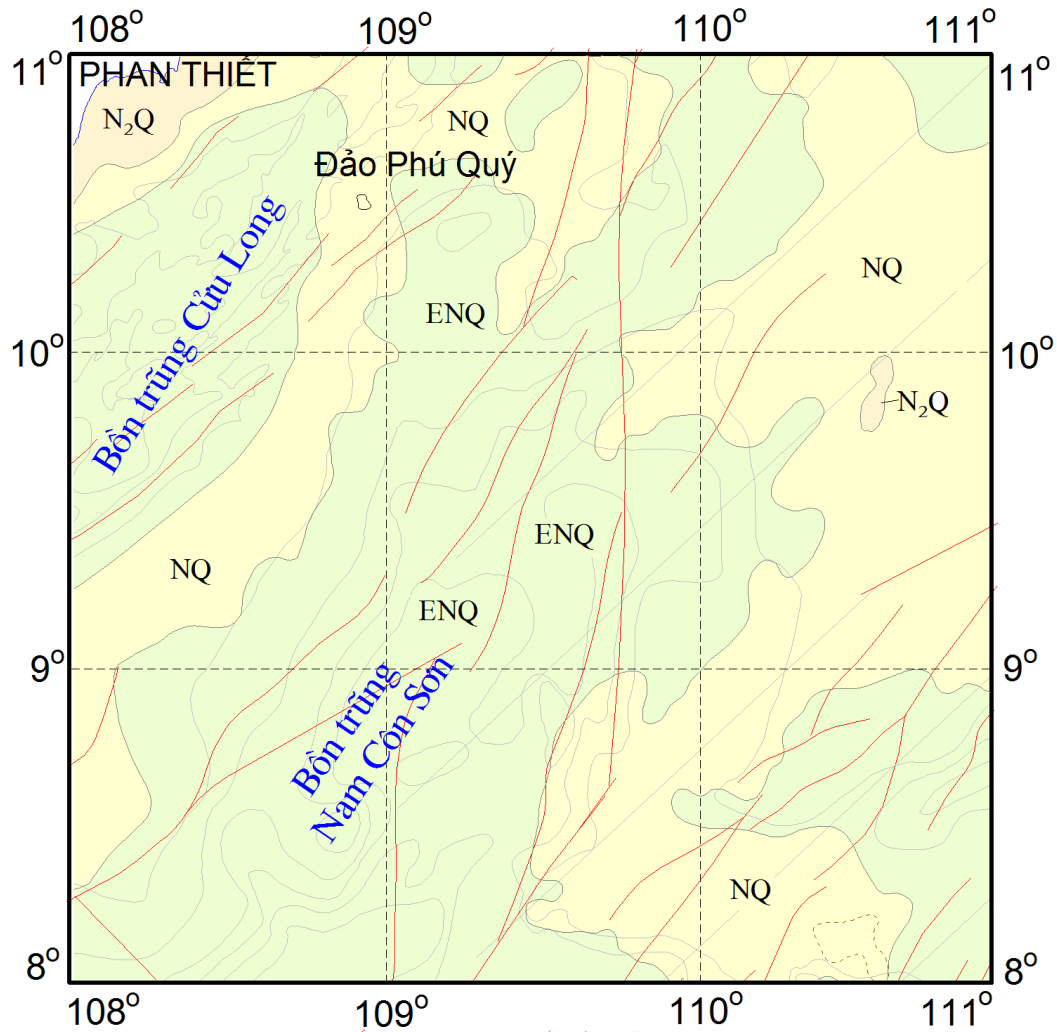 108° 109° 110° 111°
11° 11°
PHAN THIẾT
N₂Q
NQ
Đảo Phú Quý
Bồn trũng Cửu Long
NQ
ENQ
10° 10°
N₂Q
ENQ
NQ
ENQ
9° 9°
Bồn trũng
Nam Côn Sơn
NQ
8° 8°
108° 109° 110° 111°